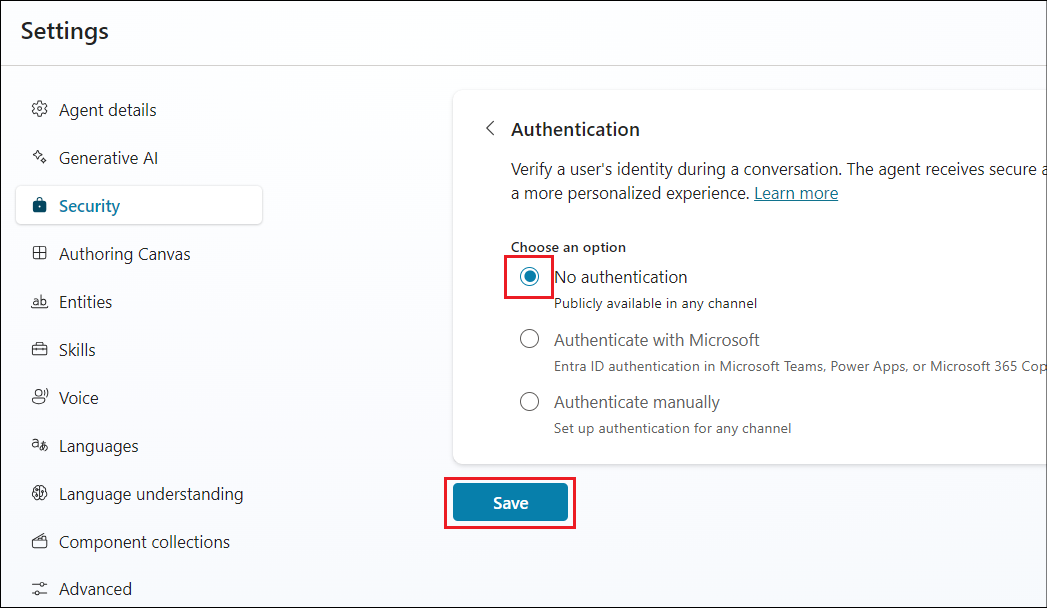 Settings
Agent details
Generative AI
Security
Authoring Canvas
Entities
Skills
Voice
Languages
Language understanding
Component collections
Advanced
Authentication
Verify a user's identity during a conversation. The agent receives secure a
a more personalized experience. Learn more
Choose an option
No authentication
Publicly available in any channel
Authenticate with Microsoft
Entra ID authentication in Microsoft Teams, Power Apps, or Microsoft 365 Cop
Authenticate manually
Set up authentication for any channel
Save